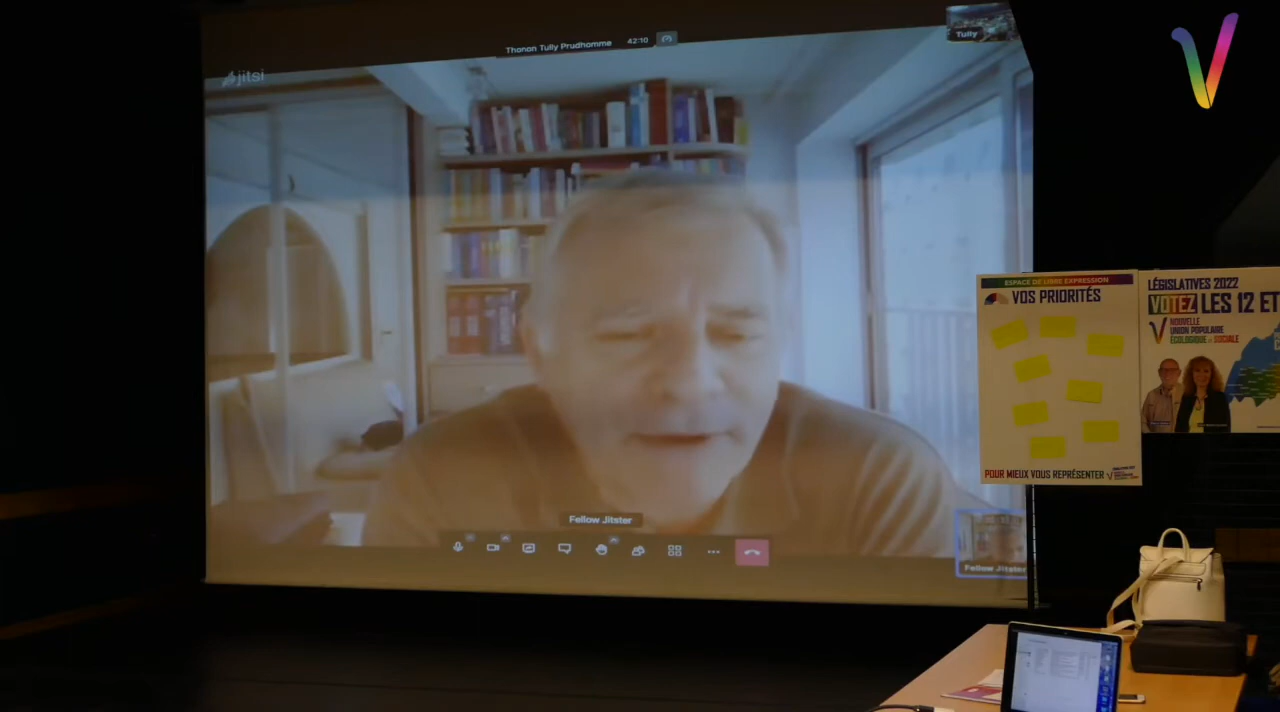 Thonon Tully Prudhomme 42:10
Tully
jitsi
ESPACE DE LIBRE EXPRESSION
VOS PRIORITÉS
POUR MIEUX VOUS REPRÉSENTER
LÉGISLATIVES 2022
VOTEZ LES 12 ET
NOUVELLE
UNION POPULAIRE
ÉCOLOGIQUE ET SOCIALE
Fellow Jitster
Fellow Jitster